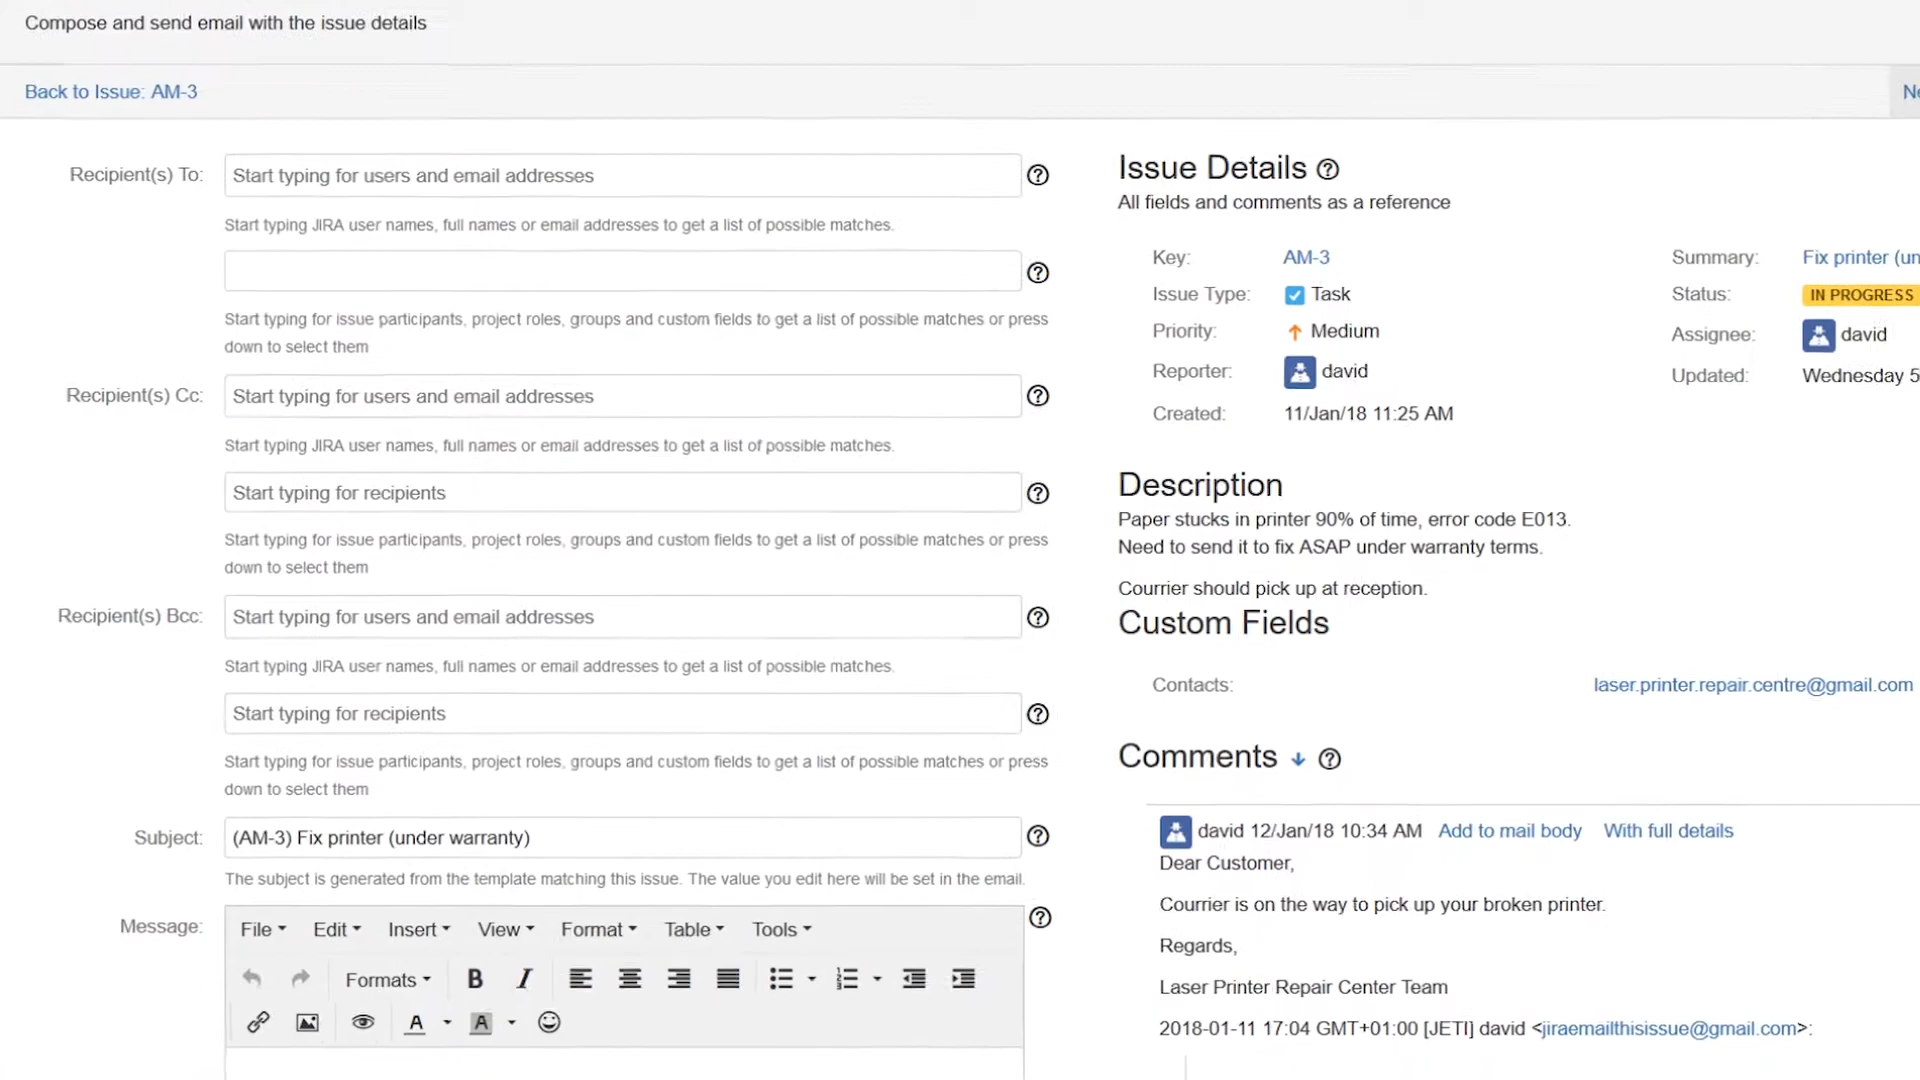 Compose and send email with the issue details
Back to Issue: AM-3
Recipient(s) To:
Start typing for users and email addresses
Start typing JIRA user names, full names or email addresses to get a list of possible matches.
Start typing for issue participants, project roles, groups and custom fields to get a list of possible matches or press
down to select them
Recipient(s) Cc:
Start typing for users and email addresses
Start typing JIRA user names, full names or email addresses to get a list of possible matches.
Start typing for recipients
Start typing for issue participants, project roles, groups and custom fields to get a list of possible matches or press
down to select them
Recipient(s) Bcc:
Start typing for users and email addresses
Start typing JIRA user names, full names or email addresses to get a list of possible matches.
Start typing for recipients
Start typing for issue participants, project roles, groups and custom fields to get a list of possible matches or press
down to select them
Subject:
(AM-3) Fix printer (under warranty)
The subject is generated from the template matching this issue. The value you edit here will be set in the email.
Message:
File Edit Insert View Format Table Tools
Formats B I
A A
Issue Details
All fields and comments as a reference
Key: AM-3
Issue Type: Task
Priority: Medium
Reporter: david
Created: 11/Jan/18 11:25 AM
Summary: Fix printer (un
Status: IN PROGRESS
Assignee: david
Updated: Wednesday 5
Description
Paper stucks in printer 90% of time, error code E013.
Need to send it to fix ASAP under warranty terms.
Courrier should pick up at reception.
Custom Fields
Contacts: laser.printer.repair.centre@gmail.com
Comments
david 12/Jan/18 10:34 AM Add to mail body With full details
Dear Customer,
Courrier is on the way to pick up your broken printer.
Regards,
Laser Printer Repair Center Team
2018-01-11 17:04 GMT+01:00 [JETI] david <jiraemailthisissue@gmail.com>: